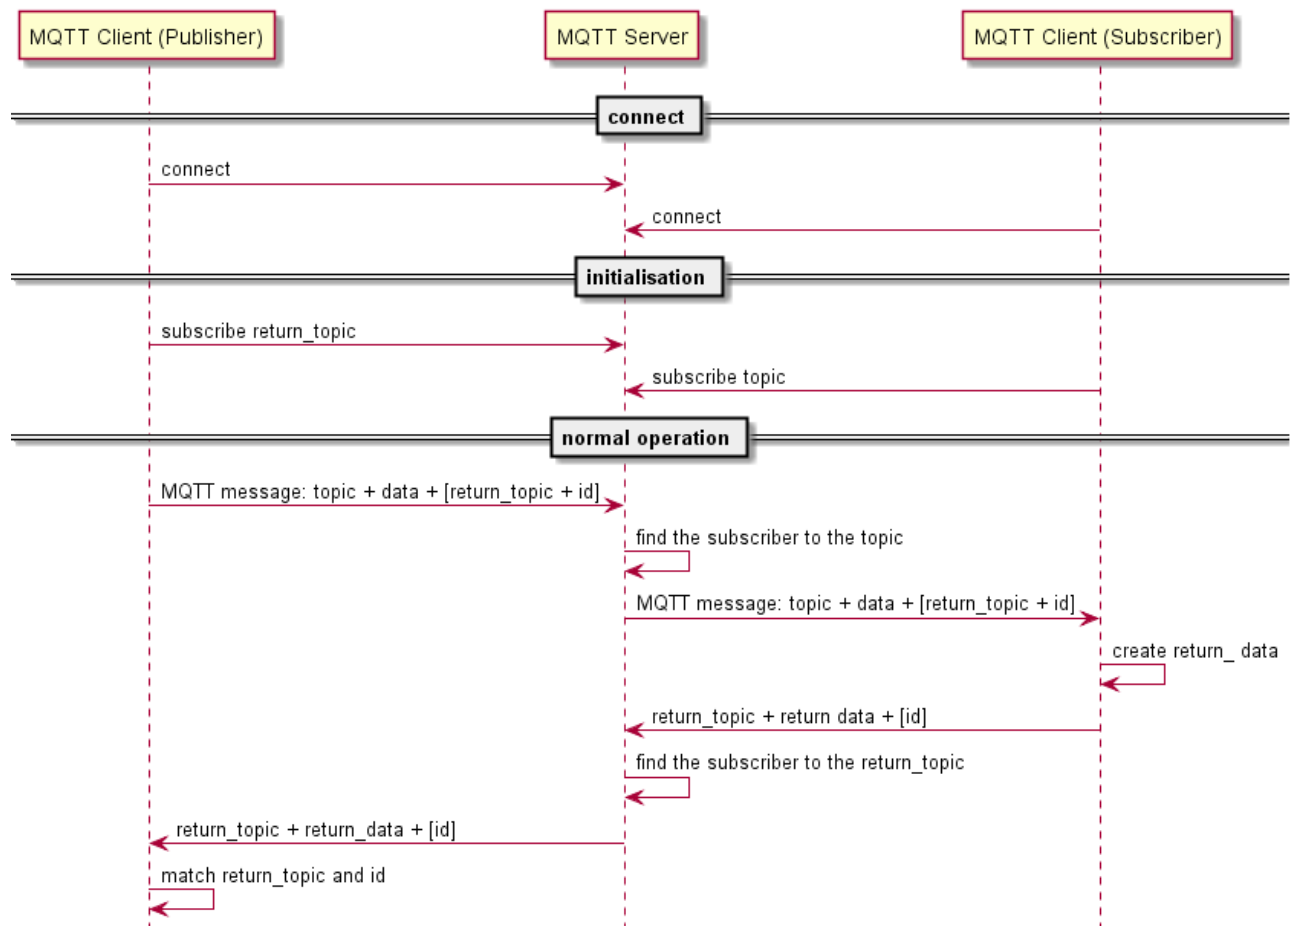 MQTT Client (Publisher)
MQTT Server
MQTT Client (Subscriber)
connect
connect
connect
initialisation
subscribe return_topic
subscribe topic
normal operation
MQTT message: topic + data + [return_topic + id]
find the subscriber to the topic
MQTT message: topic + data + [return_topic + id]
create return_ data
return_topic + return data + [id]
find the subscriber to the return_topic
return_topic + return_data + [id]
match return_topic and id